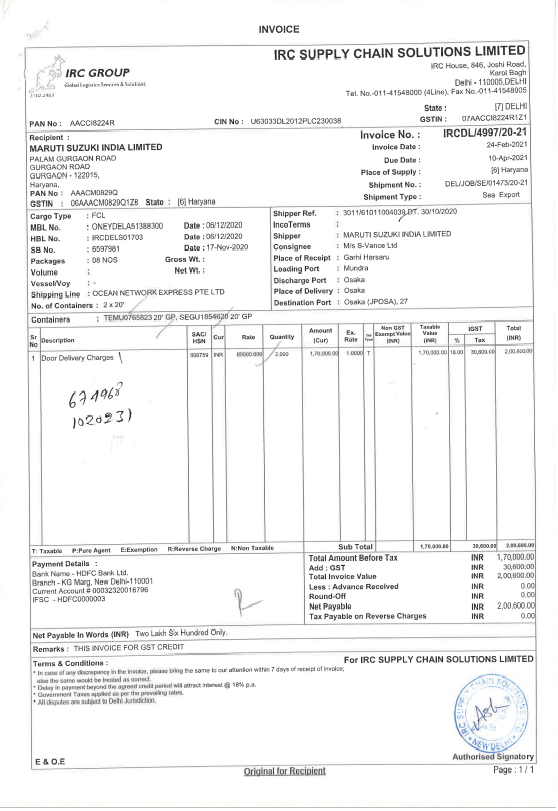 INVOICE
IRC GROUP
Global Logistics Services & Solutions
IRC SUPPLY CHAIN SOLUTIONS LIMITED
IRC House, 846, Joshi Road,
Karol Bagh
Delhi - 110005, DELHI
Tel. No.-011-41548000 (4Line), Fax No.-011-41548005
State : [7] DELHI
PAN No : AACCI8224R CIN No : U63033DL2012PLC230038 GSTIN : 07AACCI8224R1Z1
Recipient :
MARUTI SUZUKI INDIA LIMITED
PALAM GURGAON ROAD
GURGAON ROAD
GURGAON - 122015,
Haryana,
PAN No : AAACM0829Q
GSTIN : 06AAACM0829Q1Z8 State : [6] Haryana
Invoice No. : IRCDL/4997/20-21
Invoice Date : 24-Feb-2021
Due Date : 10-Apr-2021
Place of Supply : [6] Haryana
Shipment No. : DEL/JOB/SE/01473/20-21
Shipment Type : Sea Export
Cargo Type : FCL
MBL No. : ONEYDELA51388300 Date : 06/12/2020
HBL No. : IRCDELS01703 Date : 06/12/2020
SB No. : 6597981 Date : 17-Nov-2020
Packages : 08 NOS Gross Wt. :
Volume : Net Wt. :
Vessel/Voy : -
Shipping Line : OCEAN NETWORK EXPRESS PTE LTD
No. of Containers : 2 x 20'
Shipper Ref. : 3011/61011004039 DT. 30/10/2020
IncoTerms :
Shipper : MARUTI SUZUKI INDIA LIMITED
Consignee : M/s S-Vance Ltd
Place of Receipt : Garhi Harsaru
Loading Port : Mundra
Discharge Port : Osaka
Place of Delivery : Osaka
Destination Port : Osaka (JPOSA), 27
Containers : TEMU0765823 20' GP, SEGU1854620 20' GP
Sr No Description SAC/HSN Cur Rate Quantity Amount (Cur) Ex. Rate Non GST Exempt Value (INR) Taxable Value (INR) IGST % Tax Total (INR)
1 Door Delivery Charges 996759 INR 85000.000 2.000 1,70,000.00 1.0000 T 1,70,000.00 18.00 30,600.00 2,00,600.00
674968
1020231
Sub Total 1,70,000.00 30,600.00 2,00,600.00
T: Taxable P:Pure Agent E:Exemption R:Reverse Charge N:Non Taxable
Payment Details :
Bank Name - HDFC Bank Ltd.
Branch - KG Marg, New Delhi-110001
Current Account # 00032320016796
IFSC - HDFC0000003
Total Amount Before Tax INR 1,70,000.00
Add : GST INR 30,600.00
Total Invoice Value INR 2,00,600.00
Less : Advance Received INR 0.00
Round-Off INR 0.00
Net Payable INR 2,00,600.00
Tax Payable on Reverse Charges INR 0.00
Net Payable In Words (INR) Two Lakh Six Hundred Only.
Remarks : THIS INVOICE FOR GST CREDIT
Terms & Conditions :
* In case of any discrepancy in the invoice, please bring the same to our attention within 7 days of receipt of invoice;
else the same would be treated as correct.
* Delay in payment beyond the agreed credit period will attract interest @ 18% p.a.
* Government Taxes applied as per the prevailing rates.
* All disputes are subject to Delhi Jurisdiction.
For IRC SUPPLY CHAIN SOLUTIONS LIMITED
IRC SUPPLY CHAIN SOLUTIONS
NEW DELHI
E & O.E
Authorised Signatory
Original for Recipient
Page : 1 / 1